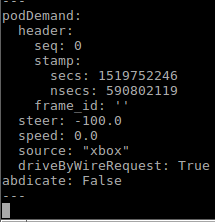 ---
podDemand:
  header:
    seq: 0
    stamp:
      secs: 1519752246
      nsecs: 590802119
    frame_id: ''
  steer: -100.0
  speed: 0.0
  source: "xbox"
  driveByWireRequest: True
abdicate: False
---